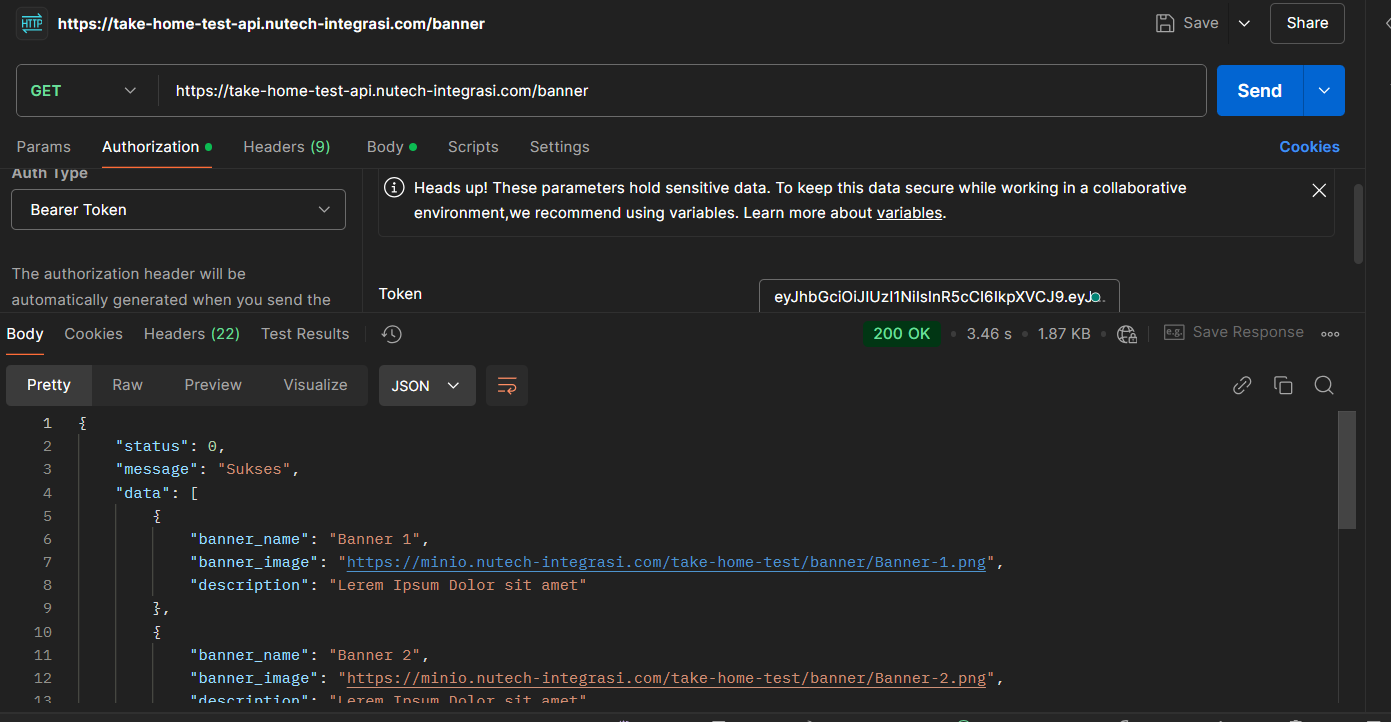 HTTP https://take-home-test-api.nutech-integrasi.com/banner Save Share
GET https://take-home-test-api.nutech-integrasi.com/banner Send
Params Authorization Headers (9) Body Scripts Settings Cookies
Auth Type
Bearer Token
The authorization header will be
automatically generated when you send the
Heads up! These parameters hold sensitive data. To keep this data secure while working in a collaborative
environment,we recommend using variables. Learn more about variables.
Token
Body Cookies Headers (22) Test Results 200 OK 3.46 s 1.87 KB e.g. Save Response
Pretty Raw Preview Visualize JSON
1 {
2 "status": 0,
3 "message": "Sukses",
4 "data": [
5 {
6 "banner_name": "Banner 1",
7 "banner_image": "https://minio.nutech-integrasi.com/take-home-test/banner/Banner-1.png",
8 "description": "Lerem Ipsum Dolor sit amet"
9 },
10 {
11 "banner_name": "Banner 2",
12 "banner_image": "https://minio.nutech-integrasi.com/take-home-test/banner/Banner-2.png",
13 "description": "Lerem Ipsum Dolor sit amet"